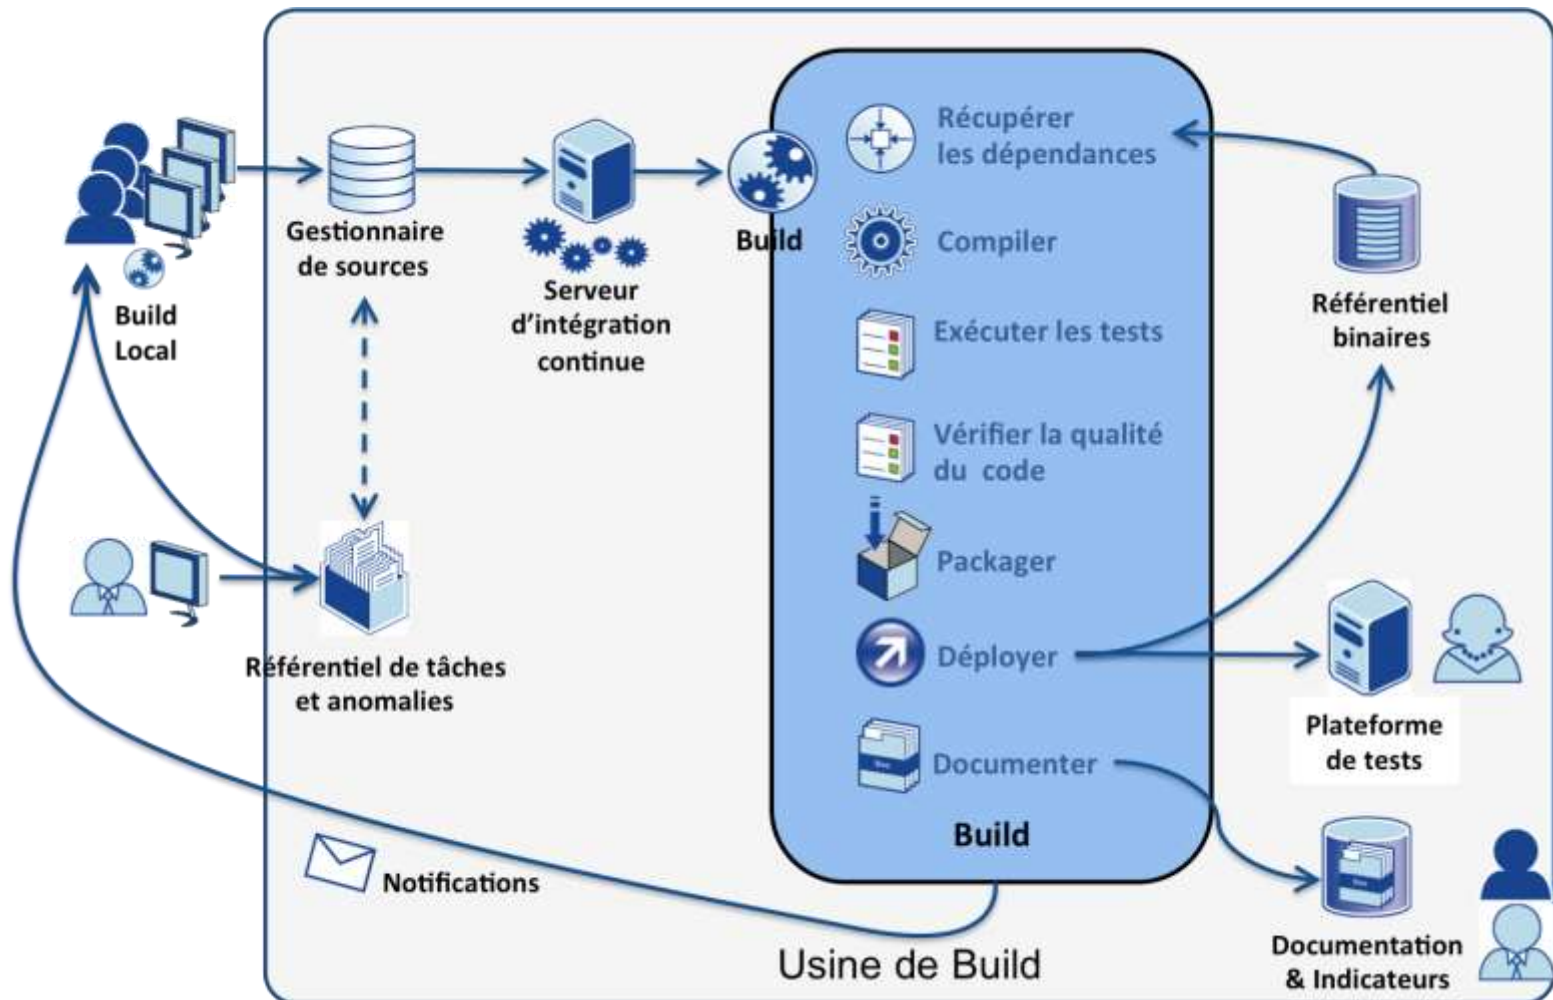 Récupérer
les dépendances
Gestionnaire
de sources
Build
Compiler
Serveur
d'intégration
continue
Build
Local
Exécuter les tests
Référentiel
binaires
Vérifier la qualité
du code
Packager
Référentiel de tâches
et anomalies
Déployer
Plateforme
de tests
Documenter
Build
Notifications
Usine de Build
Documentation
& Indicateurs